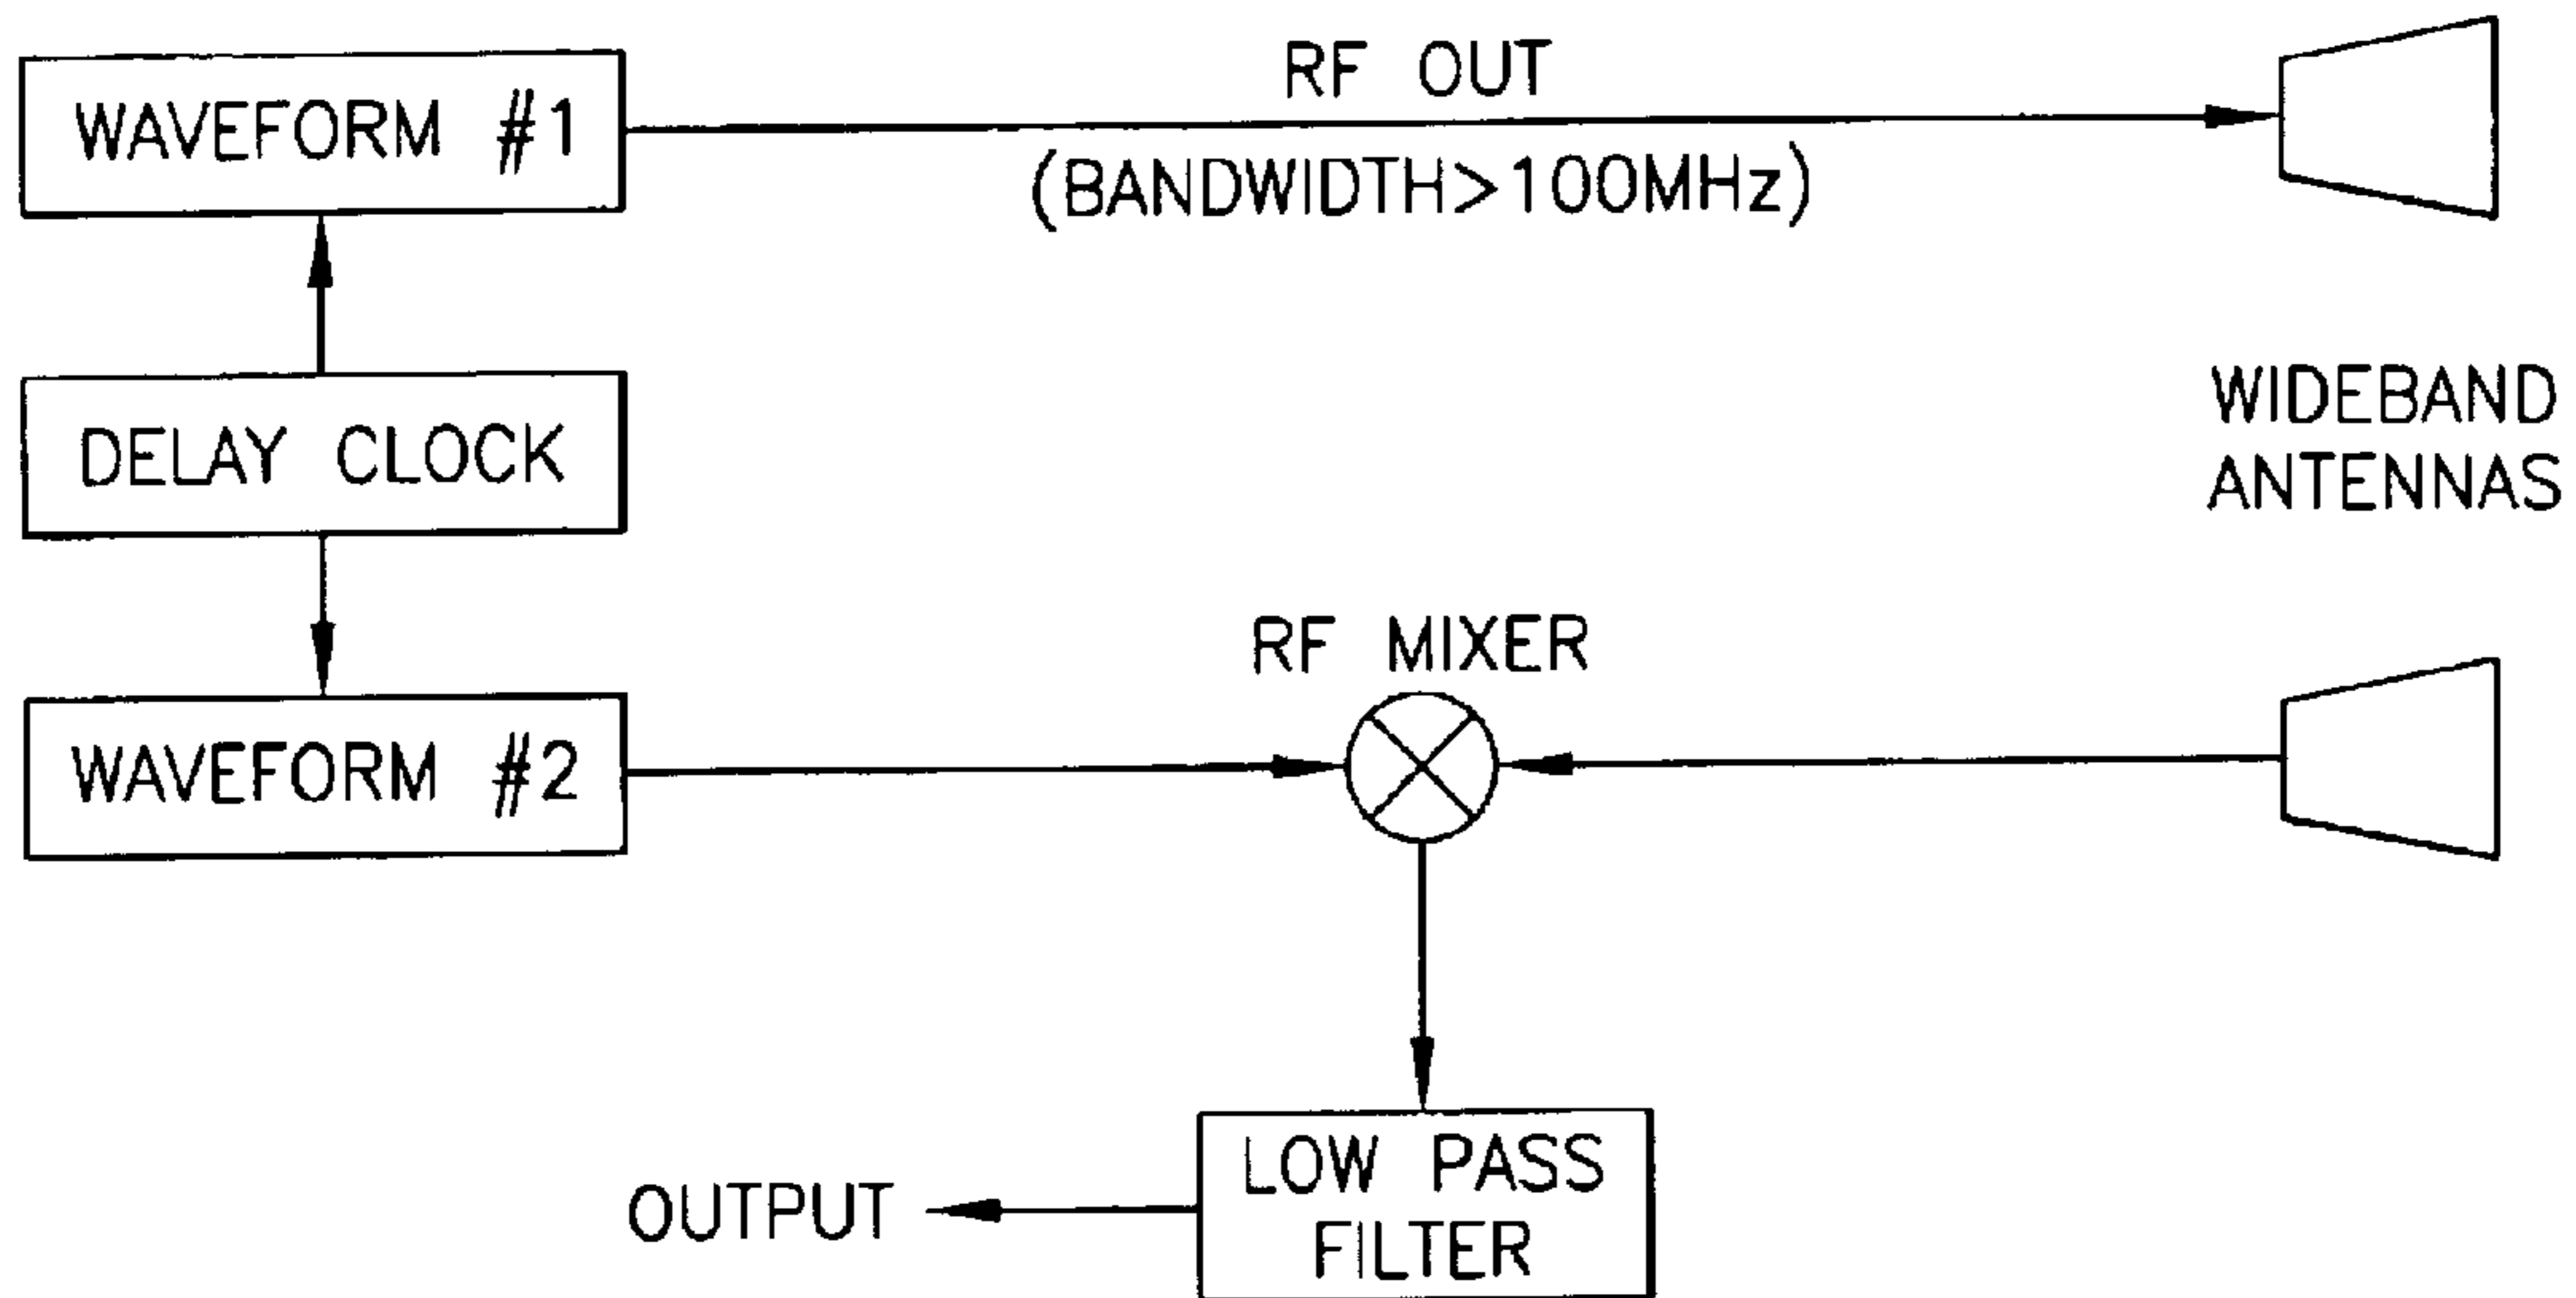 RF OUT
WAVEFORM #1
(BANDWIDTH>100MHz)
DELAY CLOCK
WIDEBAND
ANTENNAS
RF MIXER
WAVEFORM #2
LOW PASS
FILTER
OUTPUT